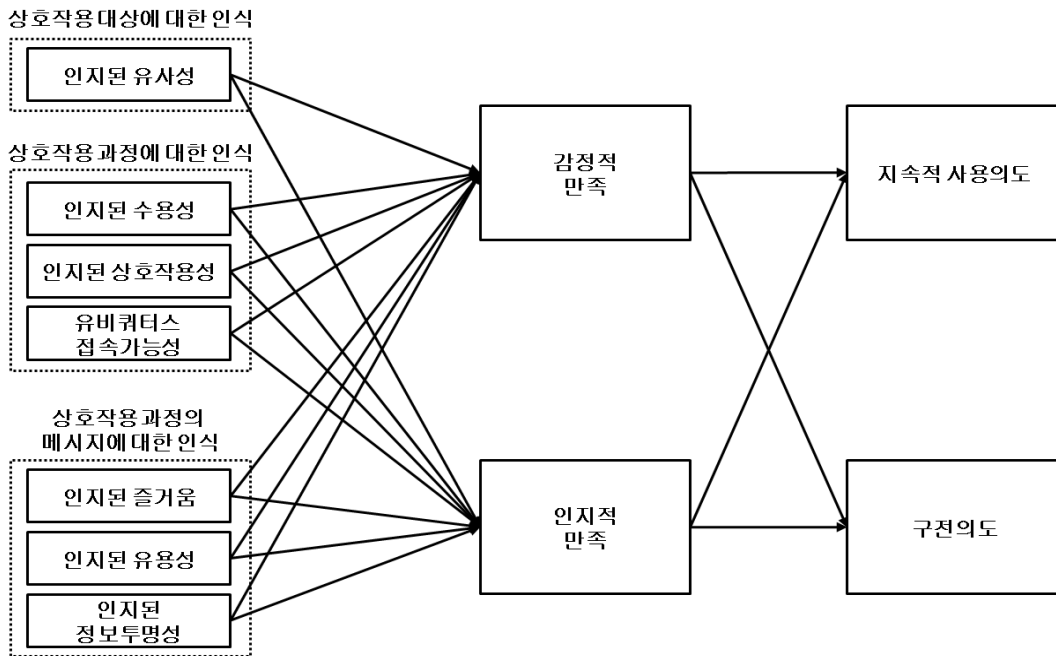 상호작용 대상에 대한 인식
인지된 유사성
상호작용 과정에 대한 인식
인지된 수용성
인지된 상호작용성
유비쿼터스
접속가능성
상호작용 과정의
메시지에 대한 인식
인지된 즐거움
인지된 유용성
인지된
정보투명성
감정적
만족
인지적
만족
지속적 사용의도
구전의도